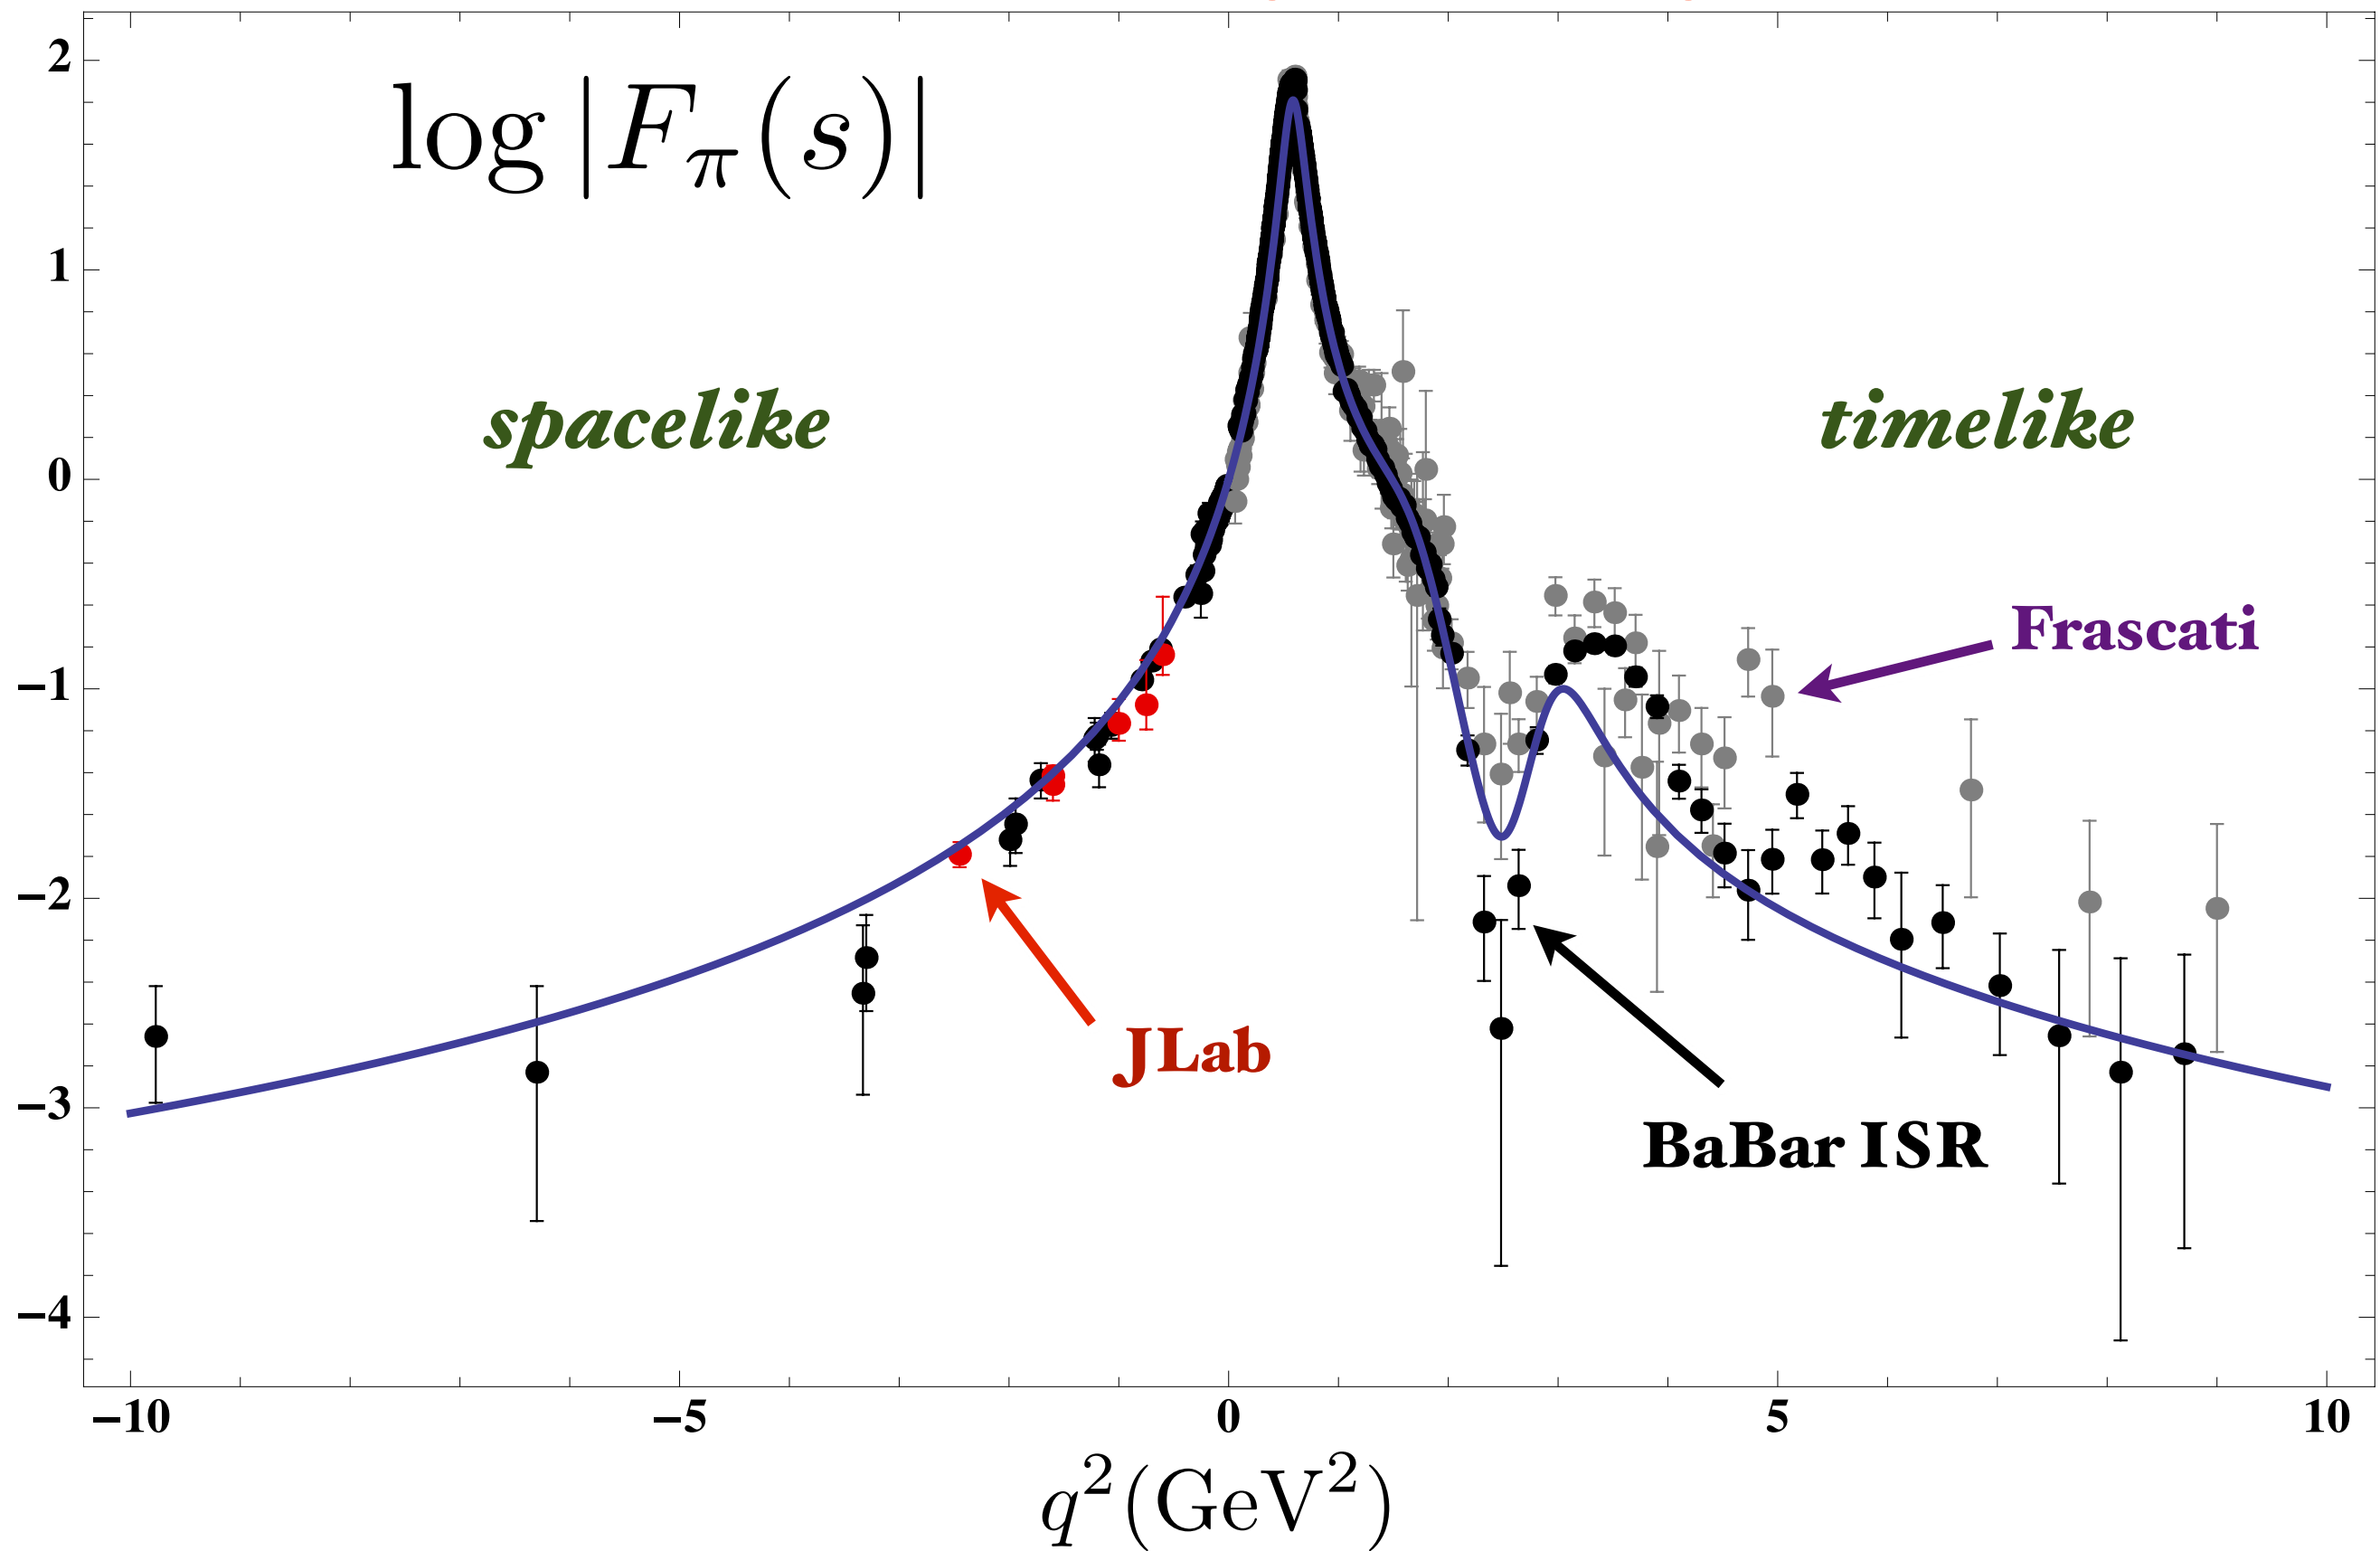 2
log |Fπ(s)|
1
spacelike
timelike
0
Frascati
−1
−2
JLab
−3
BaBar ISR
−4
−10 −5 0 5 10
q²(GeV²)